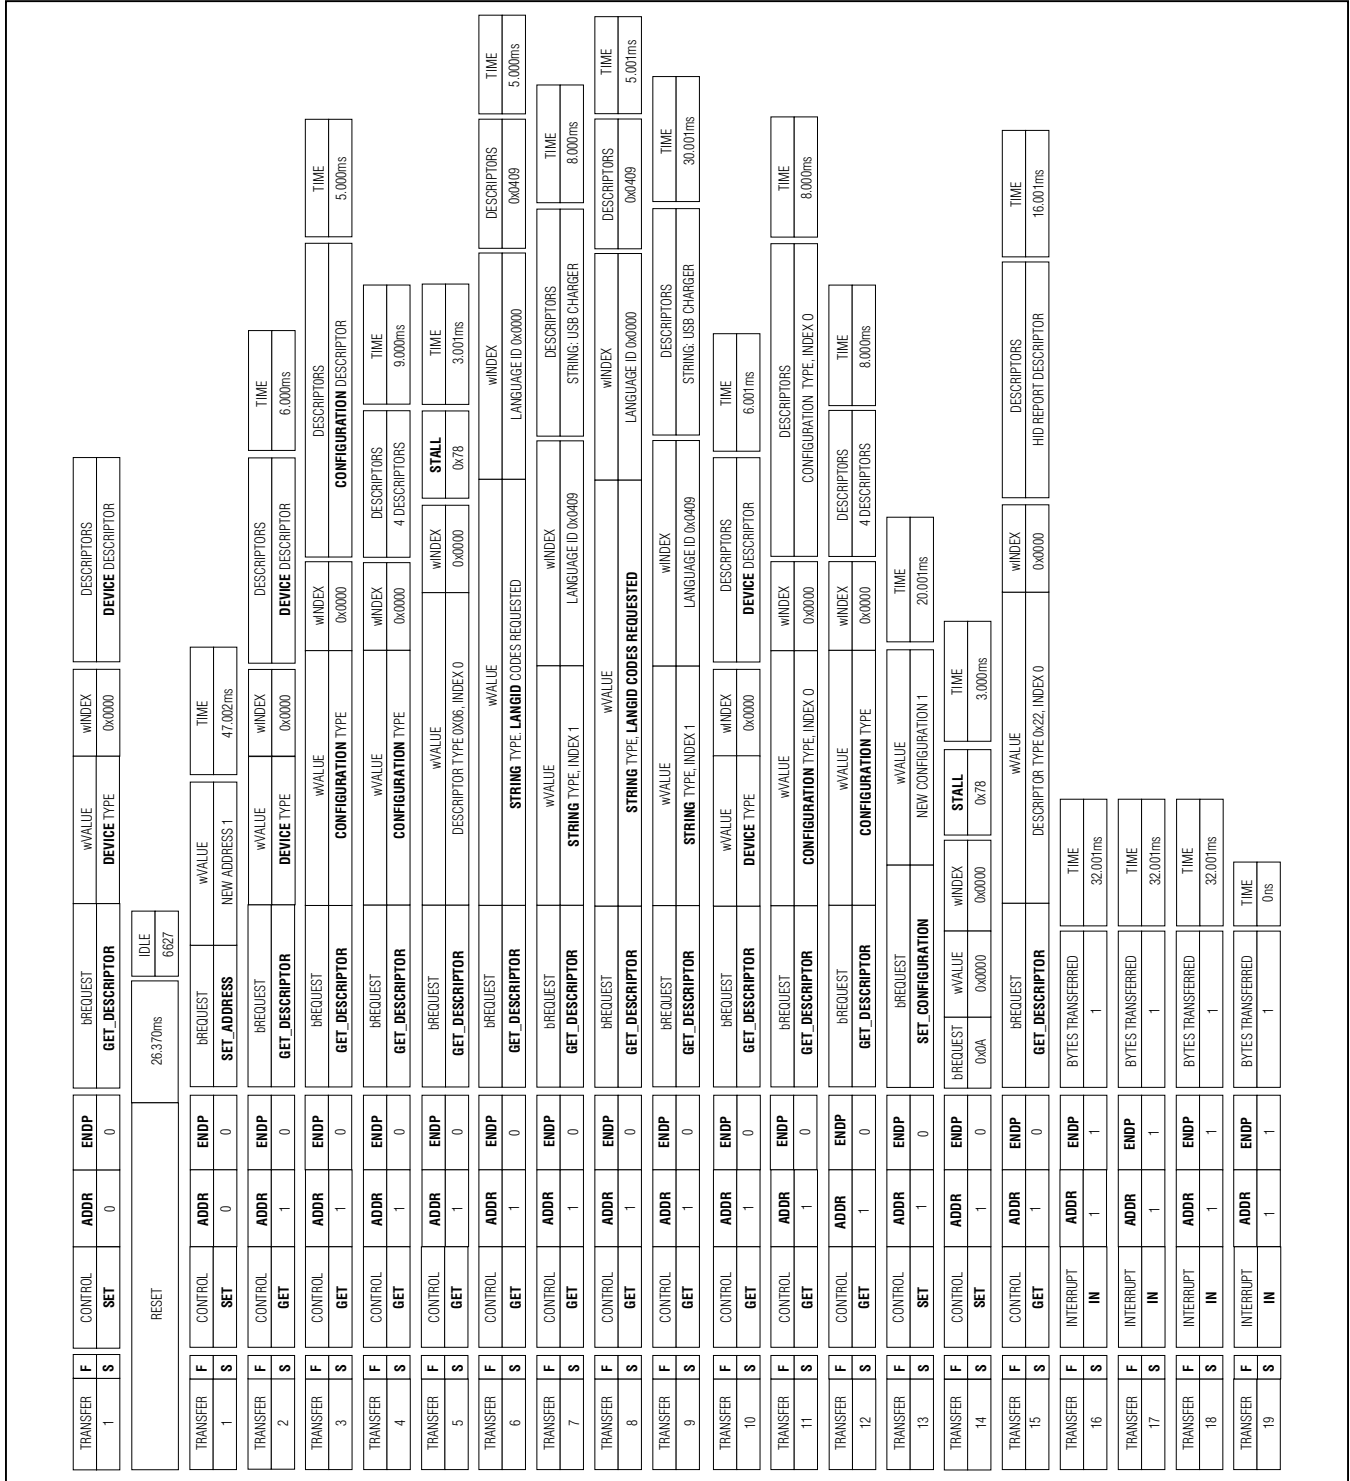 TRANSFER F CONTROL ADDR ENDP bREQUEST wVALUE wINDEX DESCRIPTORS
1 S SET 0 0 GET_DESCRIPTOR DEVICE TYPE 0x0000 DEVICE DESCRIPTOR
RESET 26.370ms IDLE
6627
TRANSFER F CONTROL ADDR ENDP bREQUEST wVALUE TIME
1 S SET 0 0 SET_ADDRESS NEW ADDRESS 1 47.002ms
TRANSFER F CONTROL ADDR ENDP bREQUEST wVALUE wINDEX DESCRIPTORS TIME
2 S GET 1 0 GET_DESCRIPTOR DEVICE TYPE 0x0000 DEVICE DESCRIPTOR 6.000ms
TRANSFER F CONTROL ADDR ENDP bREQUEST wVALUE wINDEX DESCRIPTORS TIME
3 S GET 1 0 GET_DESCRIPTOR CONFIGURATION TYPE 0x0000 CONFIGURATION DESCRIPTOR 5.000ms
TRANSFER F CONTROL ADDR ENDP bREQUEST wVALUE wINDEX DESCRIPTORS TIME
4 S GET 1 0 GET_DESCRIPTOR CONFIGURATION TYPE 0x0000 4 DESCRIPTORS 9.000ms
TRANSFER F CONTROL ADDR ENDP bREQUEST wVALUE wINDEX STALL TIME
5 S GET 1 0 GET_DESCRIPTOR DESCRIPTOR TYPE 0X06, INDEX 0 0x0000 0x78 3.001ms
TRANSFER F CONTROL ADDR ENDP bREQUEST wVALUE wINDEX DESCRIPTORS TIME
6 S GET 1 0 GET_DESCRIPTOR STRING TYPE. LANGID CODES REQUESTED LANGUAGE ID 0x0000 0x0409 5.000ms
TRANSFER F CONTROL ADDR ENDP bREQUEST wVALUE wINDEX DESCRIPTORS TIME
7 S GET 1 0 GET_DESCRIPTOR STRING TYPE, INDEX 1 LANGUAGE ID 0x0409 STRING: USB CHARGER 8.000ms
TRANSFER F CONTROL ADDR ENDP bREQUEST wVALUE wINDEX DESCRIPTORS TIME
8 S GET 1 0 GET_DESCRIPTOR STRING TYPE, LANGID CODES REQUESTED LANGUAGE ID 0x0000 0x0409 5.001ms
TRANSFER F CONTROL ADDR ENDP bREQUEST wVALUE wINDEX DESCRIPTORS TIME
9 S GET 1 0 GET_DESCRIPTOR STRING TYPE, INDEX 1 LANGUAGE ID 0x0409 STRING: USB CHARGER 30.001ms
TRANSFER F CONTROL ADDR ENDP bREQUEST wVALUE wINDEX DESCRIPTORS TIME
10 S GET 1 0 GET_DESCRIPTOR DEVICE TYPE 0x0000 DEVICE DESCRIPTOR 6.001ms
TRANSFER F CONTROL ADDR ENDP bREQUEST wVALUE wINDEX DESCRIPTORS TIME
11 S GET 1 0 GET_DESCRIPTOR CONFIGURATION TYPE, INDEX 0 0x0000 CONFIGURATION TYPE, INDEX 0 8.000ms
TRANSFER F CONTROL ADDR ENDP bREQUEST wVALUE wINDEX DESCRIPTORS TIME
12 S GET 1 0 GET_DESCRIPTOR CONFIGURATION TYPE 0x0000 4 DESCRIPTORS 8.000ms
TRANSFER F CONTROL ADDR ENDP bREQUEST wVALUE TIME
13 S SET 1 0 SET_CONFIGURATION NEW CONFIGURATION 1 20.001ms
TRANSFER F CONTROL ADDR ENDP bREQUEST wVALUE wINDEX STALL TIME
14 S SET 1 0 0x0A 0x0000 0x0000 0x78 3.000ms
TRANSFER F CONTROL ADDR ENDP bREQUEST wVALUE wINDEX DESCRIPTORS TIME
15 S GET 1 0 GET_DESCRIPTOR DESCRIPTOR TYPE 0x22, INDEX 0 0x0000 HID REPORT DESCRIPTOR 16.001ms
TRANSFER F INTERRUPT ADDR ENDP BYTES TRANSFERRED TIME
16 S IN 1 1 1 32.001ms
TRANSFER F INTERRUPT ADDR ENDP BYTES TRANSFERRED TIME
17 S IN 1 1 1 32.001ms
TRANSFER F INTERRUPT ADDR ENDP BYTES TRANSFERRED TIME
18 S IN 1 1 1 32.001ms
TRANSFER F INTERRUPT ADDR ENDP BYTES TRANSFERRED TIME
19 S IN 1 1 1 0ns